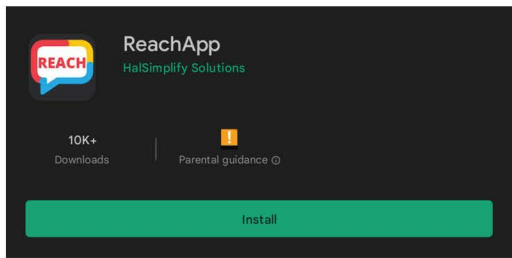 REACH
ReachApp
HalSimplify Solutions
10K+
Downloads
Parental guidance
Install